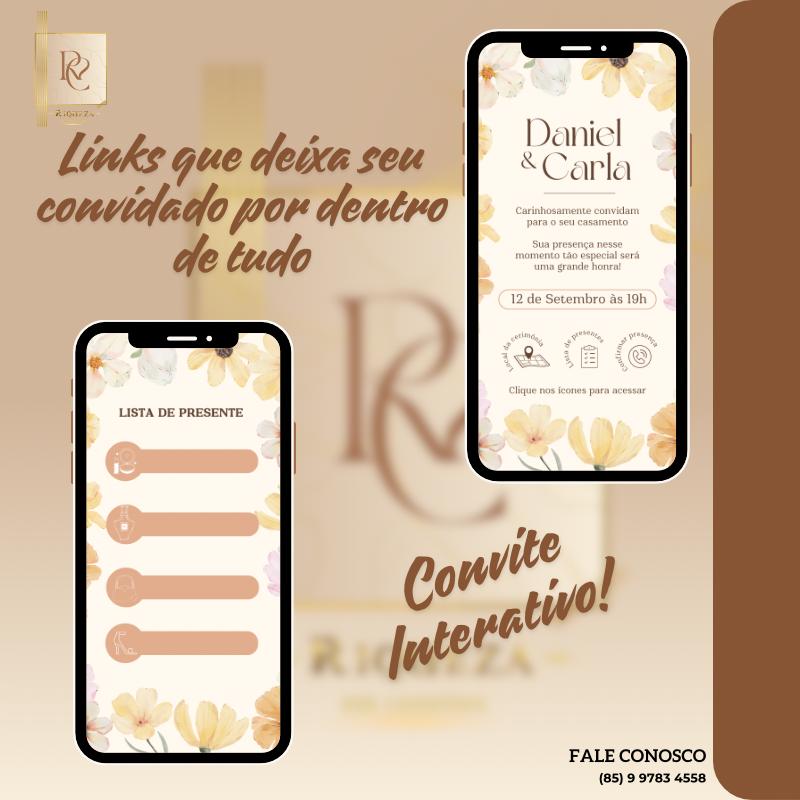 RC
RIQUEZA
Links que deixa seu
convidado por dentro
de tudo
Daniel
& Carla
Carinhosamente convidam
para o seu casamento
Sua presença nesse
momento tão especial será
uma grande honra!
12 de Setembro às 19h
Local da cerimônia
Lista de presentes
Confirmar presença
Clique nos ícones para acessar
LISTA DE PRESENTE
Convite
Interativo!
FALE CONOSCO
(85) 9 9783 4558